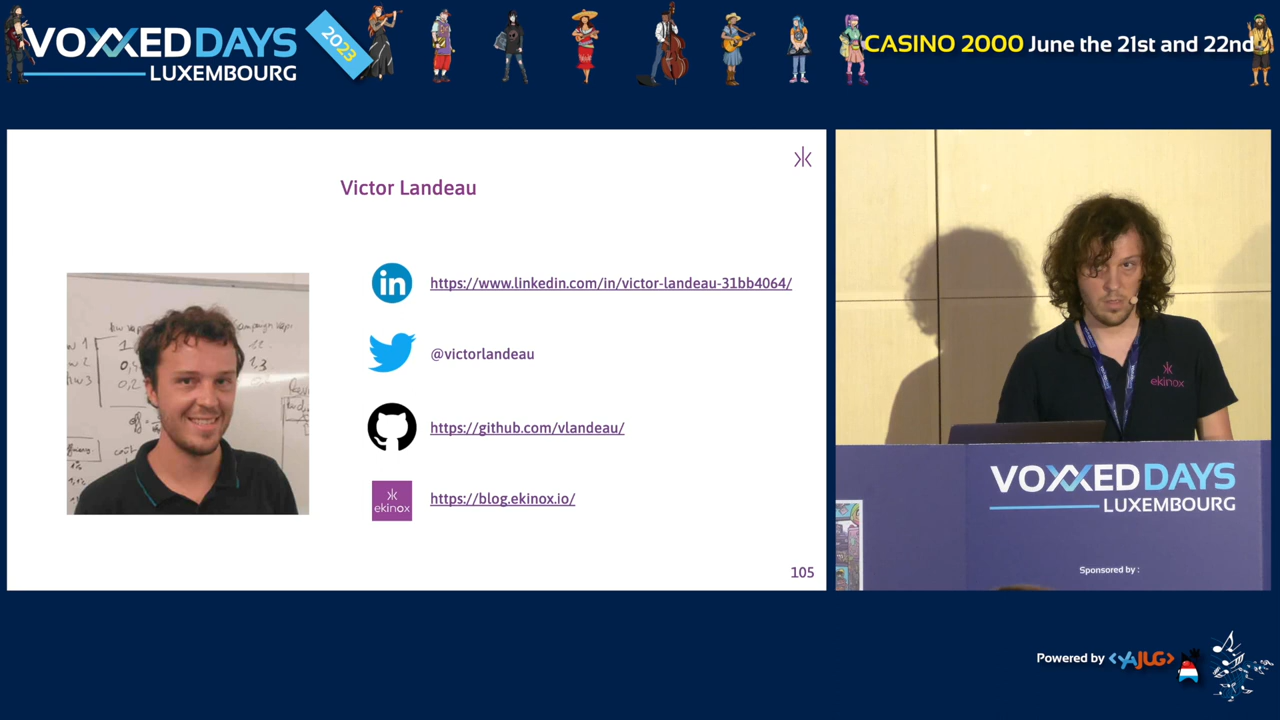 VOXXED DAYS
LUXEMBOURG
2023
CASINO 2000 June the 21st and 22nd
Victor Landeau
https://www.linkedin.com/in/victor-landeau-31bb4064/
@victorlandeau
https://github.com/vlandeau/
ekinox
https://blog.ekinox.io/
105
ekinox
VOXXED DAYS
LUXEMBOURG
Sponsored by :
Powered by <YAJUG>